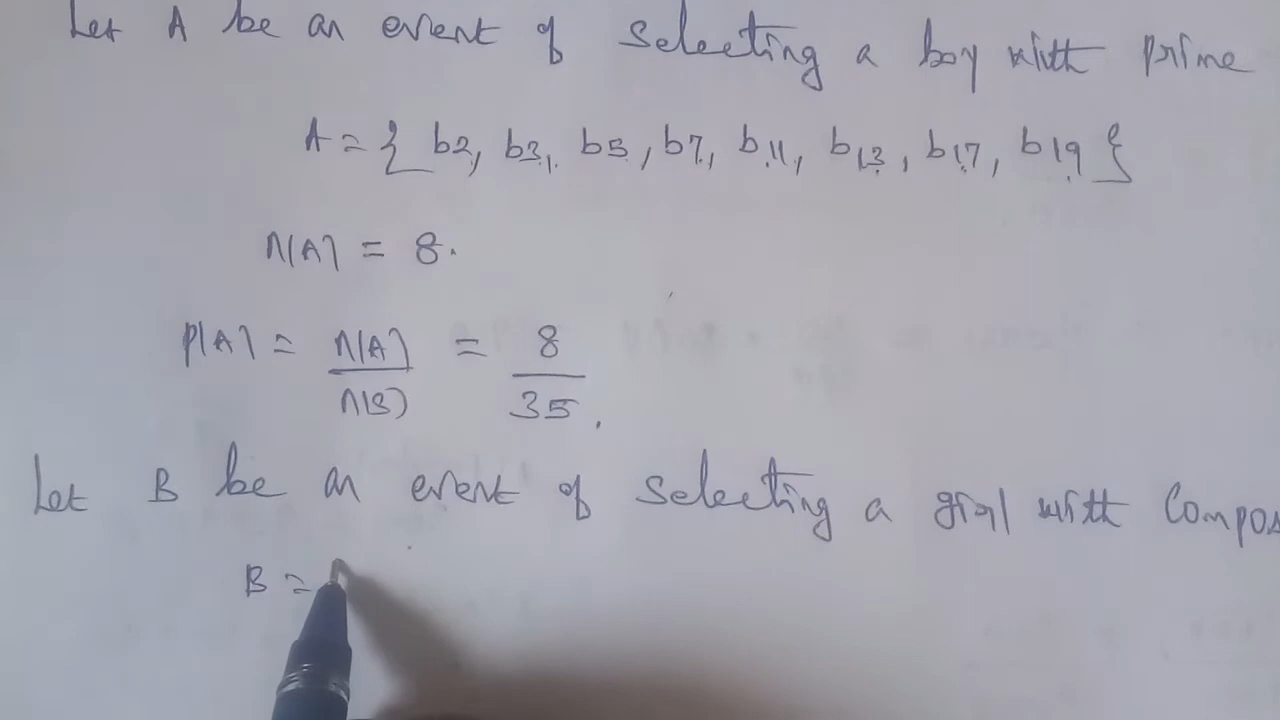 Let A be an event of selecting a boy with prime
A = { b2, b3, b5, b7, b11, b13, b17, b19 }
n(A) = 8.
P(A) = n(A)/n(S) = 8/35.
Let B be an event of selecting a girl with Compos
B =